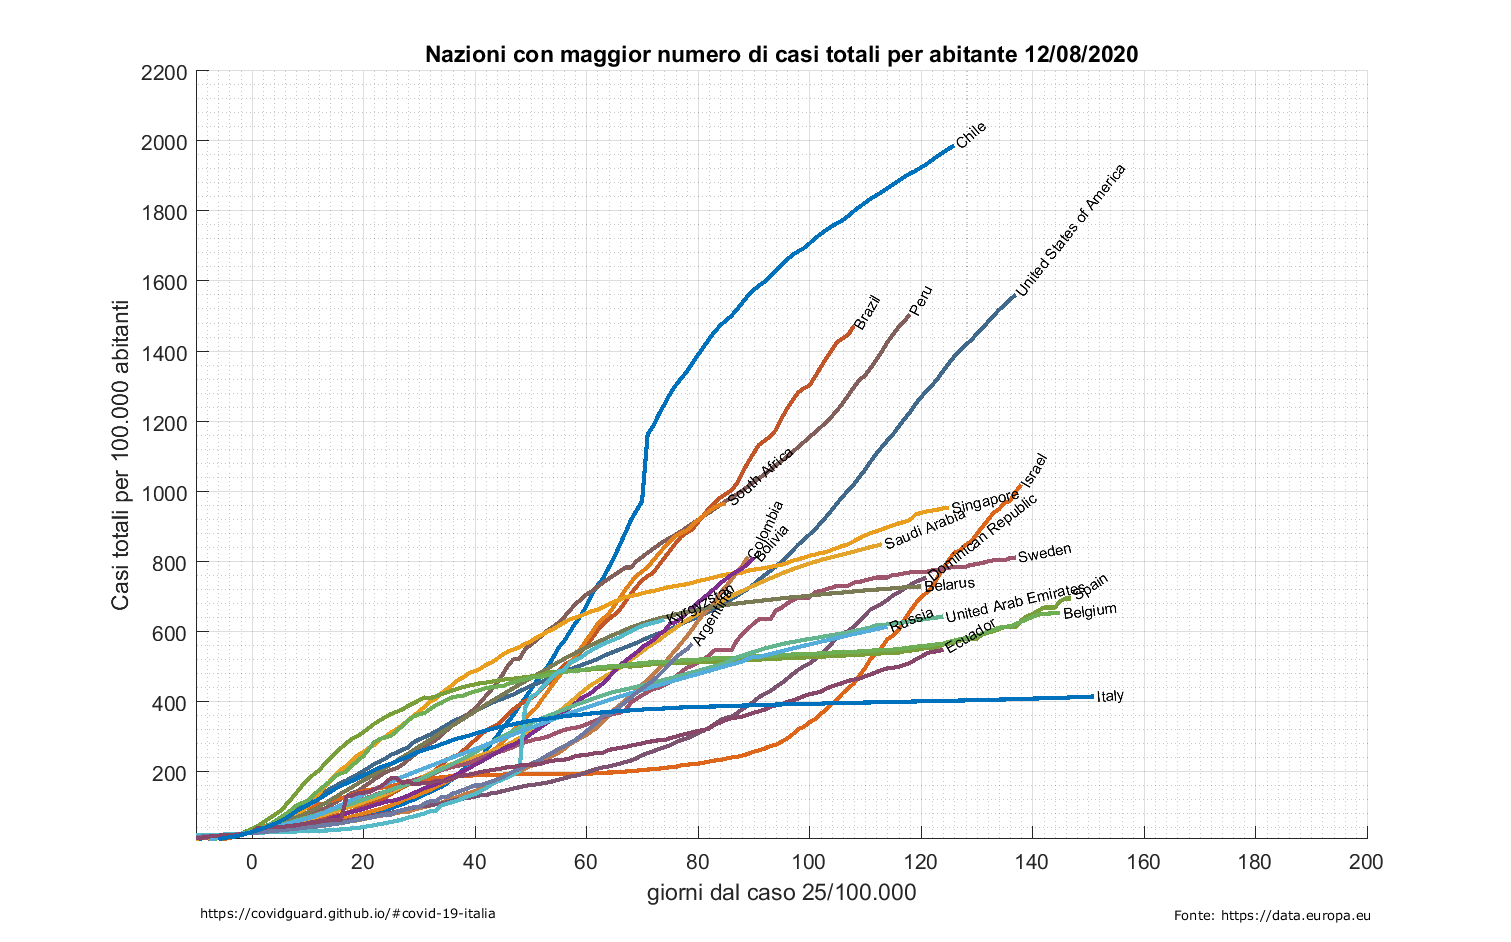 Nazioni con maggior numero di casi totali per abitante 12/08/2020
Casi totali per 100.000 abitanti
2200
2000
1800
1600
1400
1200
1000
800
600
400
200
Chile
United States of America
Brazil
Peru
South Africa
Israel
Singapore
Saudi Arabia
Dominican Republic
Colombia
Bolivia
Sweden
Belarus
Kyrgyzstan
Argentina
United Arab Emirates
Spain
Belgium
Russia
Ecuador
Italy
0 20 40 60 80 100 120 140 160 180 200
giorni dal caso 25/100.000
https://covidguard.github.io/#covid-19-italia
Fonte: https://data.europa.eu